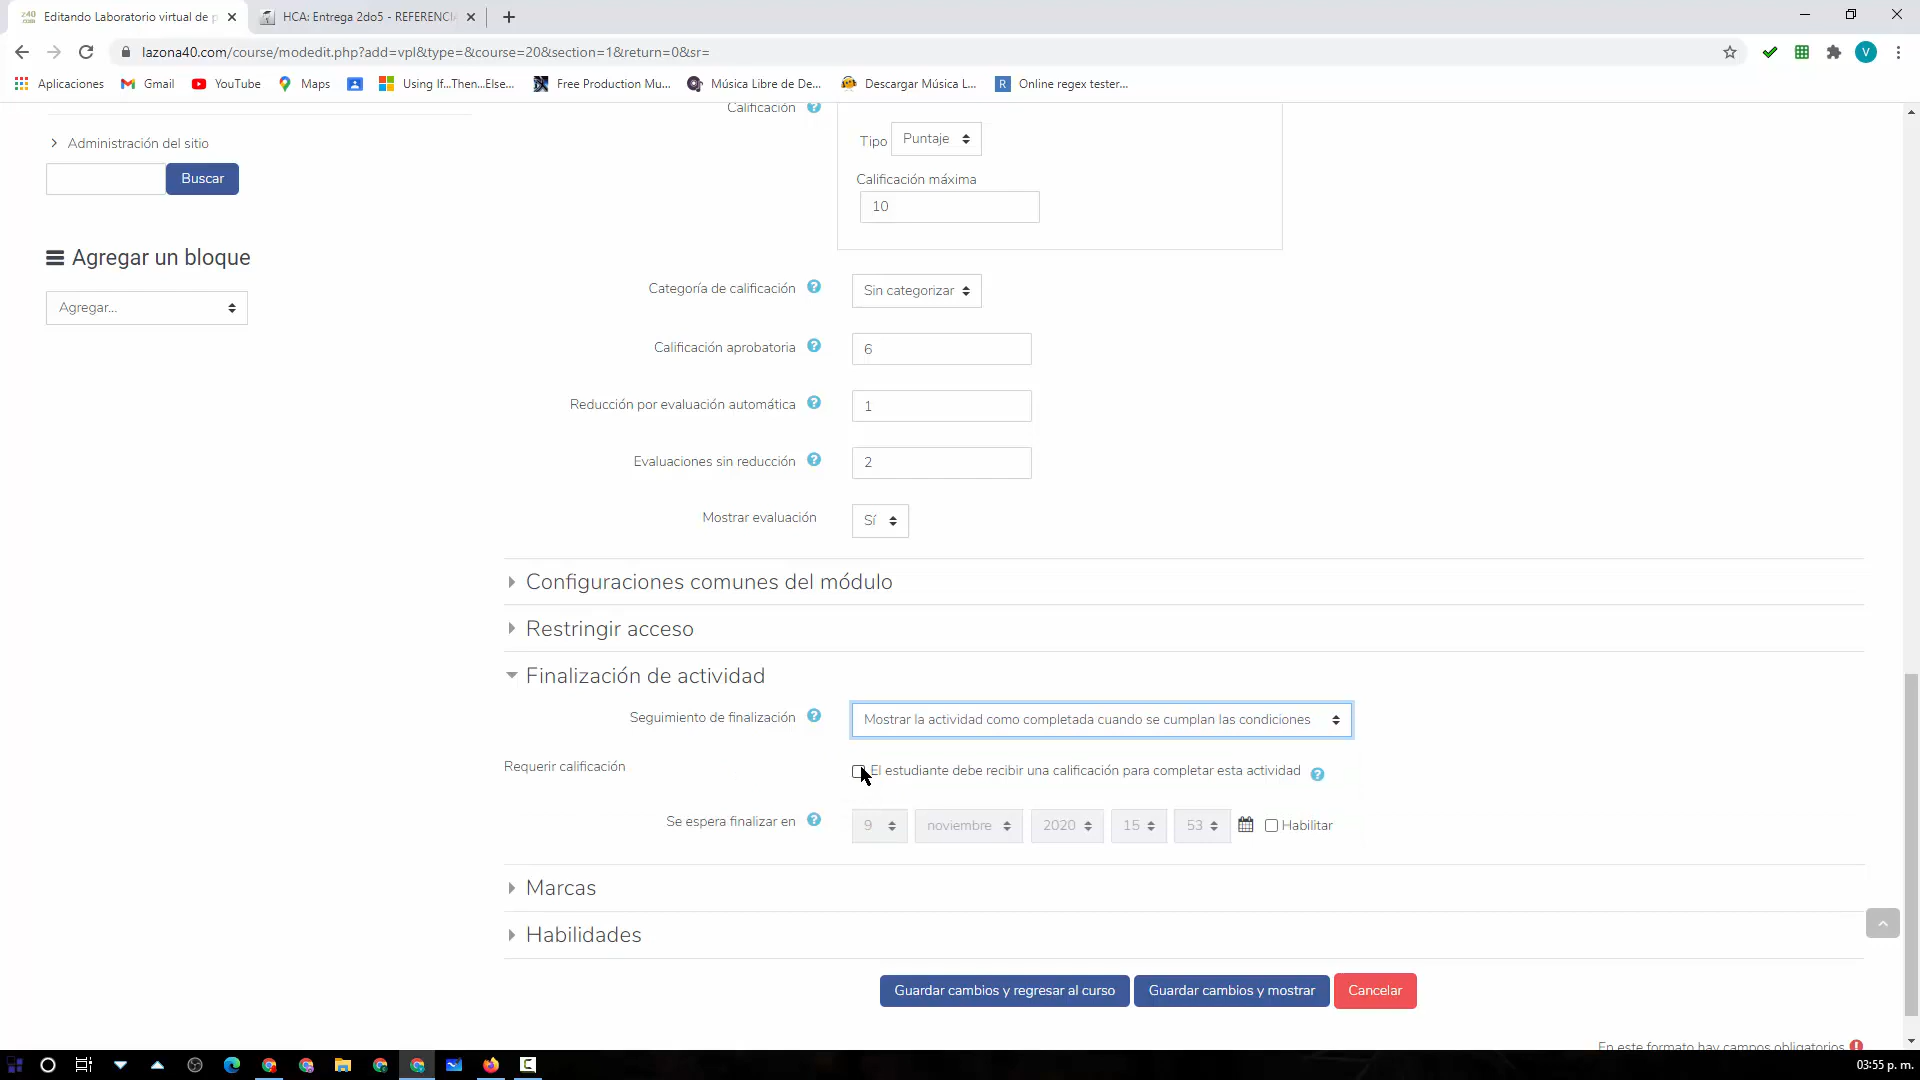 Editando Laboratorio virtual de p
HCA: Entrega 2do5 - REFERENCI
lazona40.com/course/modedit.php?add=vpl&type=&course=20&section=1&return=0&sr=
V
Aplicaciones
Gmail
YouTube
Maps
Using If...Then...Else...
Free Production Mu...
Música Libre de De...
Descargar Música L...
R
Online regex tester...
Calificación
Administración del sitio
Tipo
Puntaje
Buscar
Calificación máxima
10
Agregar un bloque
Agregar...
Categoría de calificación
Sin categorizar
Calificación aprobatoria
6
Reducción por evaluación automática
1
Evaluaciones sin reducción
2
Mostrar evaluación
Sí
Configuraciones comunes del módulo
Restringir acceso
Finalización de actividad
Seguimiento de finalización
Mostrar la actividad como completada cuando se cumplan las condiciones
Requerir calificación
El estudiante debe recibir una calificación para completar esta actividad
Se espera finalizar en
9
noviembre
2020
15
53
Habilitar
Marcas
Habilidades
Guardar cambios y regresar al curso
Guardar cambios y mostrar
Cancelar
En este formato hay campos obligatorios
03:55 p. m.